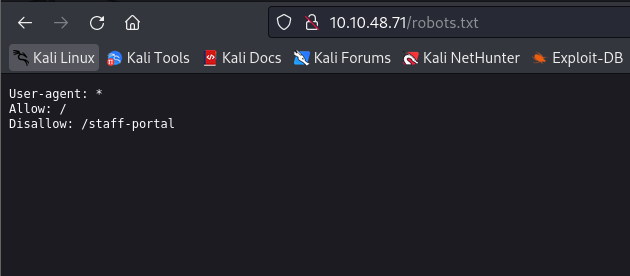 10.10.48.71/robots.txt
Kali Linux Kali Tools Kali Docs Kali Forums Kali NetHunter Exploit-DB
User-agent: *
Allow: /
Disallow: /staff-portal